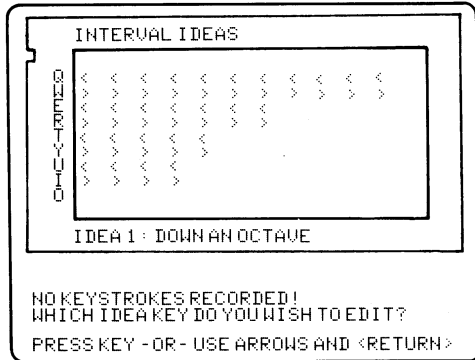 INTERVAL IDEAS
Q < < < < < < < < < < <
W > > > > > > > > > > >
E < < < < < < <
R > > > > > > >
T < < < < <
Y > > > > >
U < < < <
I > > > >
O
IDEA 1 : DOWN AN OCTAVE
NO KEYSTROKES RECORDED!
WHICH IDEA KEY DO YOU WISH TO EDIT?
PRESS KEY -OR- USE ARROWS AND <RETURN>